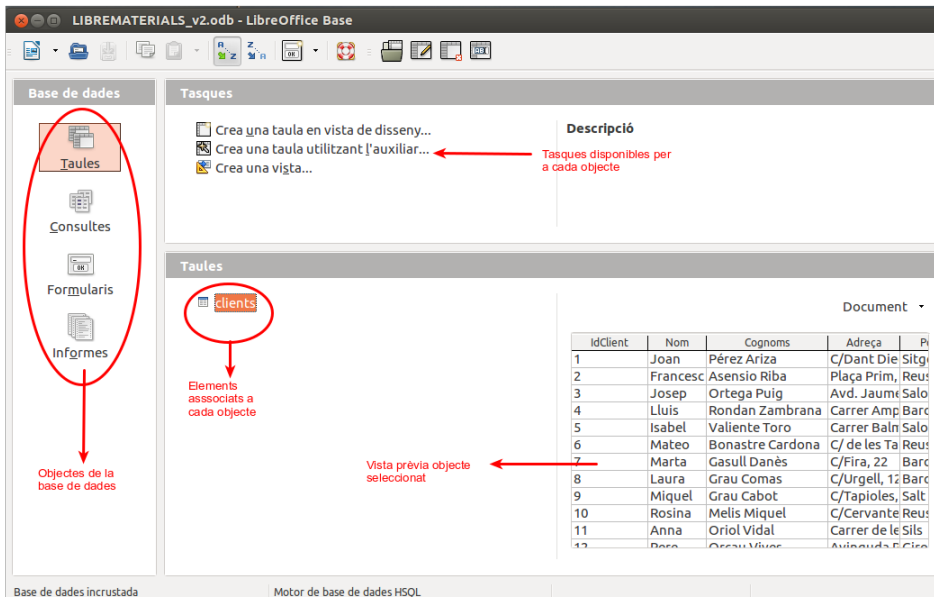 LIBREMATERIALS_v2.odb - LibreOffice Base
Base de dades
Taules
Consultes
Formularis
Informes
Objectes de la
base de dades
Tasques
Crea una taula en vista de disseny...
Crea una taula utilitzant l'auxiliar...
Crea una vista...
Descripció
Tasques disponibles per
a cada objecte
Taules
clients
Elements
asssociats a
cada objecte
Vista prèvia objecte
seleccionat
Document
IdClient Nom Cognoms Adreça
1 Joan Pérez Ariza C/Dant Die Sitg
2 Francesc Asensio Riba Plaça Prim, Reus
3 Josep Ortega Puig Avd. Jaume Salo
4 Lluis Rondan Zambrana Carrer Amp Barc
5 Isabel Valiente Toro Carrer Balm Salo
6 Mateo Bonastre Cardona C/ de les Ta Reus
7 Marta Gasull Danès C/Fira, 22 Barc
8 Laura Grau Comas C/Urgell, 12 Barc
9 Miquel Grau Cabot C/Tapioles, Salt
10 Rosina Melis Miquel C/Cervante Reus
11 Anna Oriol Vidal Carrer de le Sils
12 Pere Orsau Vives Avinguda
Base de dades incrustada
Motor de base de dades HSQL